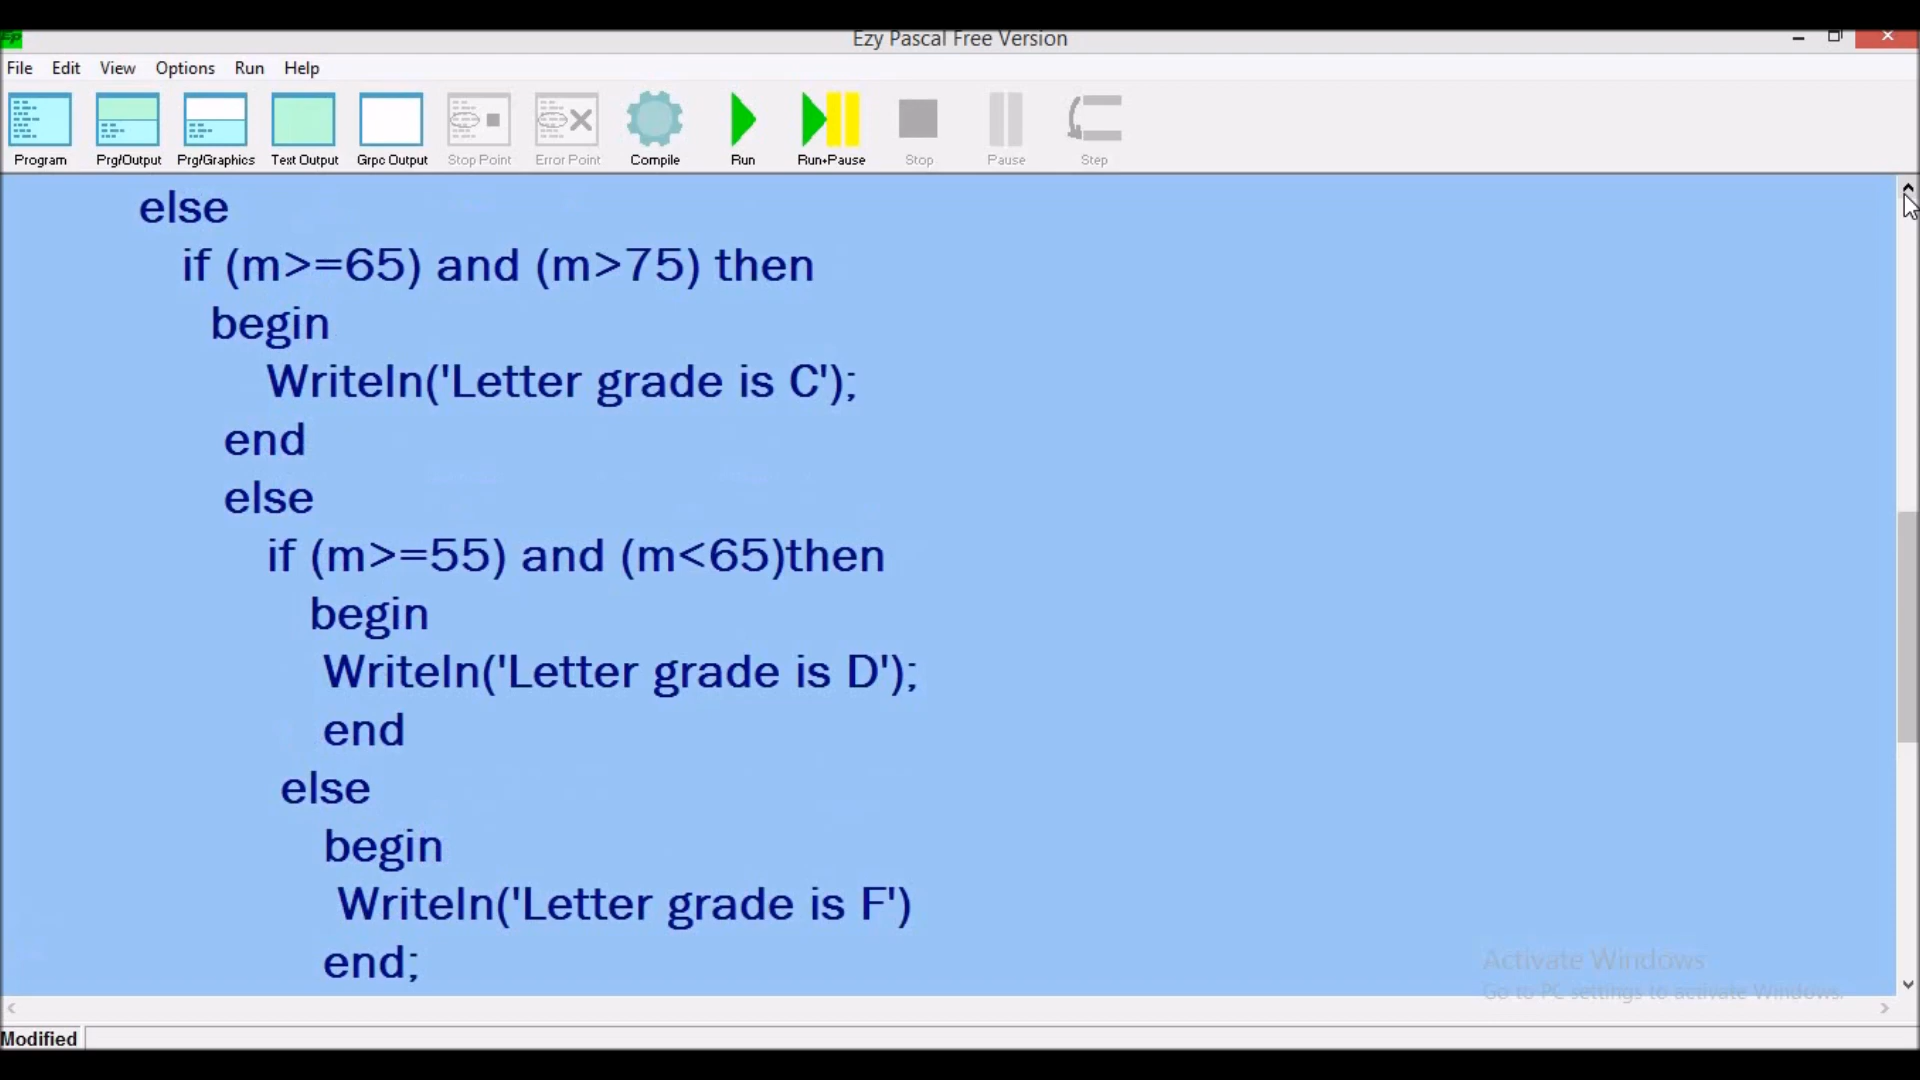 Ezy Pascal Free Version
File Edit View Options Run Help
Program Prg/Output Prg/Graphics Text Output Grpc Output Stop Point Error Point Compile Run Run+Pause Stop Pause Step
else
if (m>=65) and (m>75) then
begin
Writeln('Letter grade is C');
end
else
if (m>=55) and (m<65)then
begin
Writeln('Letter grade is D');
end
else
begin
Writeln('Letter grade is F')
end;
Activate Windows
Go to PC settings to activate Windows.
Modified